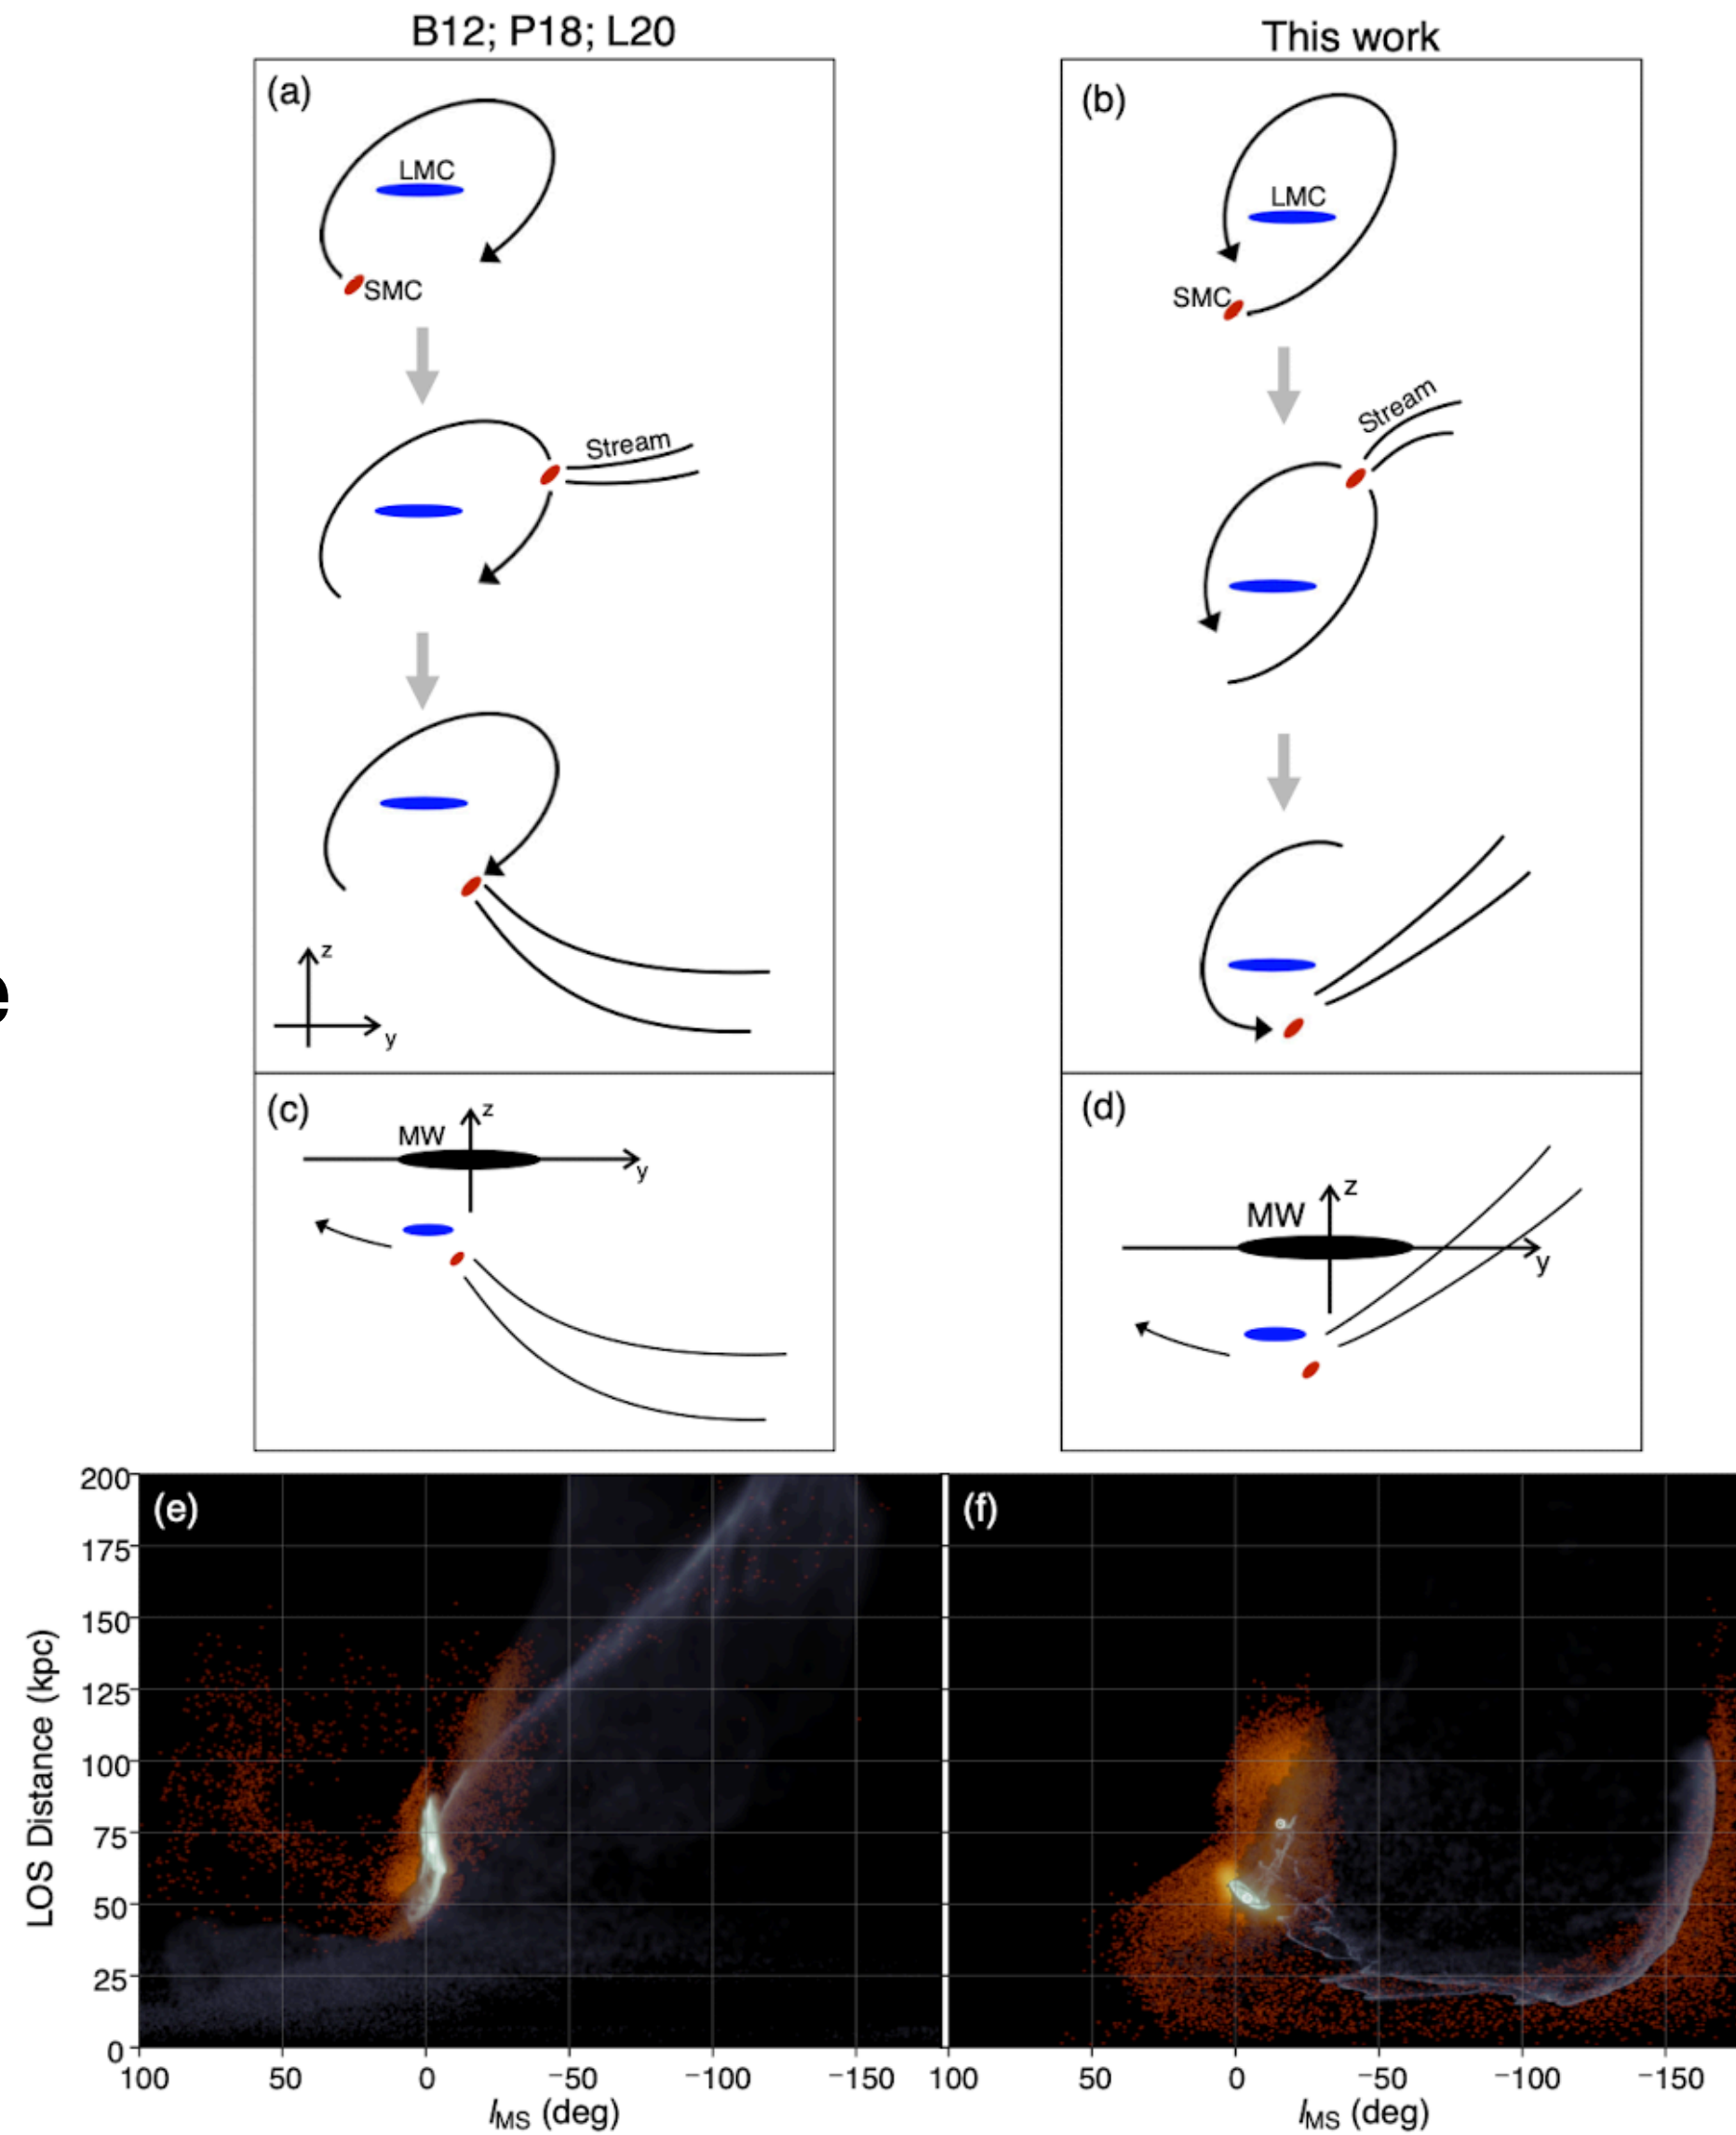 B12; P18; L20
This work
(a)
LMC
SMC
Stream
z
y
(b)
LMC
SMC
Stream
e
(c)
z
MW
y
(d)
z
MW
y
(e)
(f)
200
175
150
125
100
75
50
25
0
LOS Distance (kpc)
100 50 0 −50 −100 −150
100 50 0 −50 −100 −150
lMS (deg)
lMS (deg)